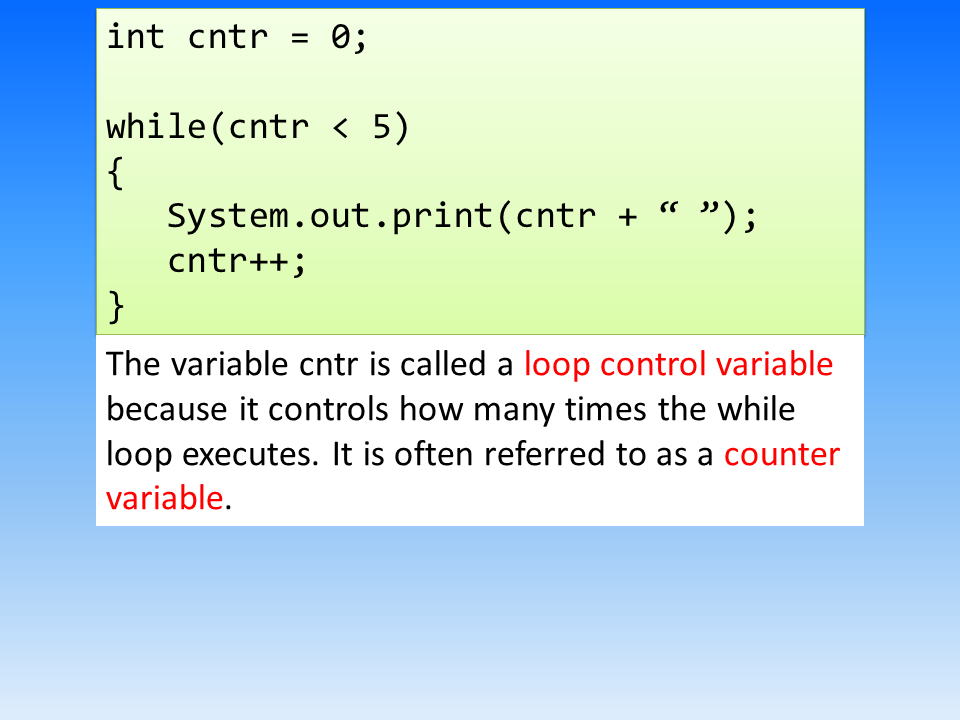 int cntr = 0;
while(cntr < 5)
{
System.out.print(cntr + “ ”);
cntr++;
}
The variable cntr is called a loop control variable
because it controls how many times the while
loop executes. It is often referred to as a counter
variable.